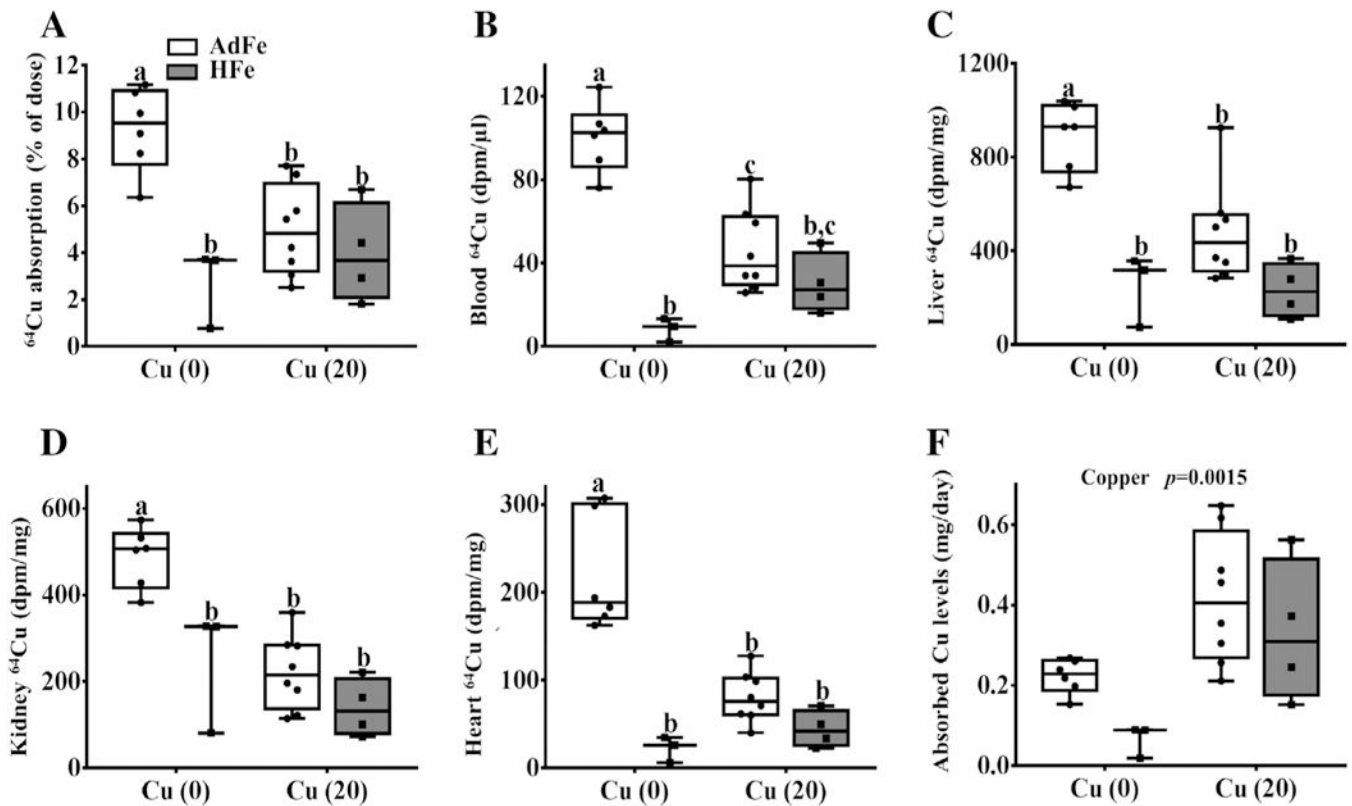 A
AdFe
HFe
⁶⁴Cu absorption (% of dose)
12
10
8
6
4
2
0
a
b
b
b
Cu (0)
Cu (20)
B
Blood ⁶⁴Cu (dpm/µl)
120
80
40
0
a
b
c
b,c
Cu (0)
Cu (20)
C
Liver ⁶⁴Cu (dpm/mg)
1200
800
400
0
a
b
b
b
Cu (0)
Cu (20)
D
Kidney ⁶⁴Cu (dpm/mg)
600
400
200
0
a
b
b
b
Cu (0)
Cu (20)
E
Heart ⁶⁴Cu (dpm/mg)
300
200
100
0
a
b
b
b
Cu (0)
Cu (20)
F
Copper p=0.0015
Absorbed Cu levels (mg/day)
0.6
0.4
0.2
0.0
Cu (0)
Cu (20)